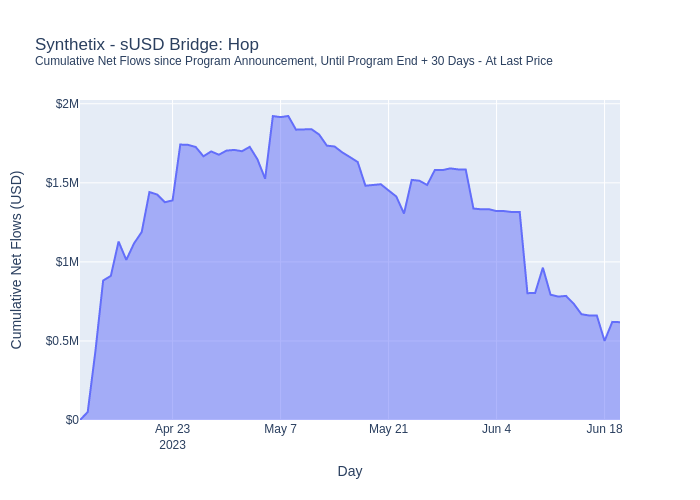 Synthetix - sUSD Bridge: Hop
Cumulative Net Flows since Program Announcement, Until Program End + 30 Days - At Last Price
Cumulative Net Flows (USD)
$2M
$1.5M
$1M
$0.5M
$0
Apr 23
2023
May 7
May 21
Jun 4
Jun 18
Day